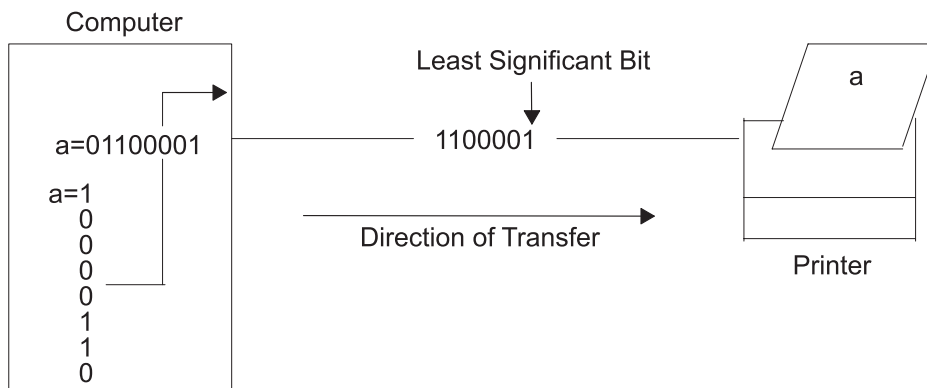 Computer
Least Significant Bit
a
a=01100001
1100001
a=1
0
0
0
0
1
1
0
Direction of Transfer
Printer